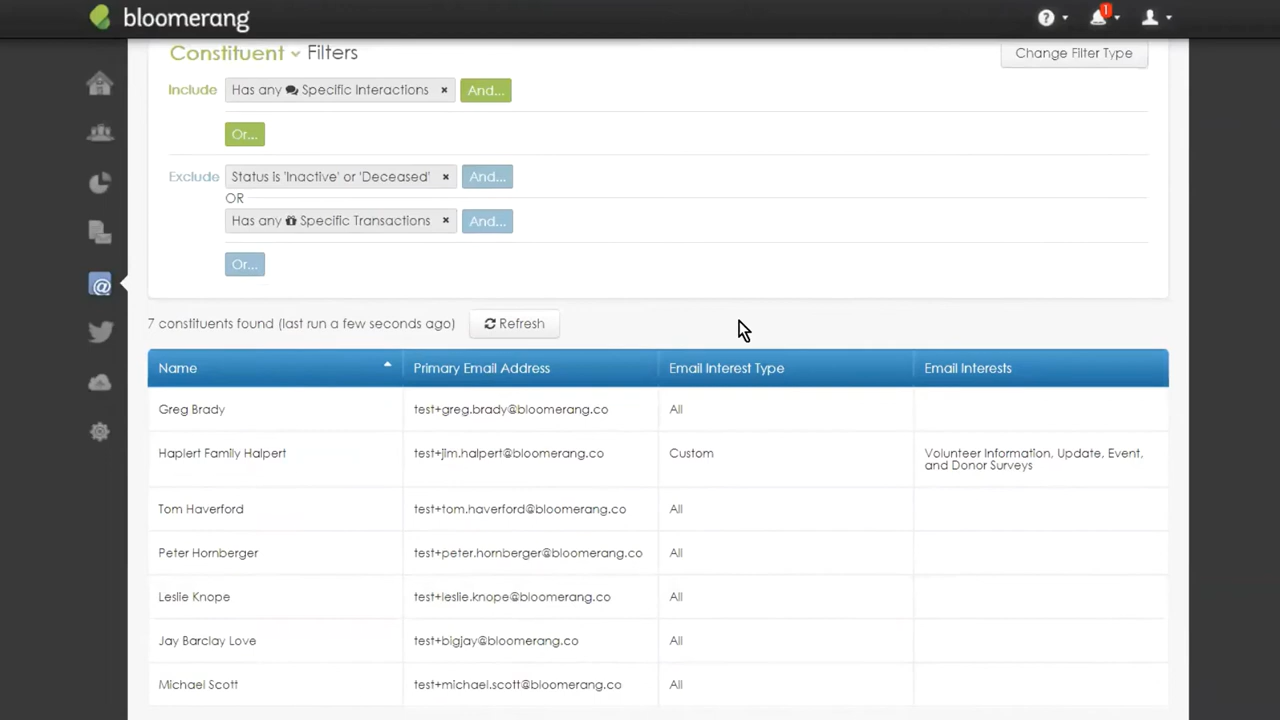 bloomerang
1
Constituent Filters
Change Filter Type
Include Has any Specific Interactions × And...
Or...
Exclude Status is 'Inactive' or 'Deceased' × And...
OR
Has any Specific Transactions × And...
Or...
7 constituents found (last run a few seconds ago) Refresh
Name Primary Email Address Email Interest Type Email Interests
Greg Brady test+greg.brady@bloomerang.co All
Haplert Family Halpert test+jim.halpert@bloomerang.co Custom Volunteer Information, Update, Event,
and Donor Surveys
Tom Haverford test+tom.haverford@bloomerang.co All
Peter Hornberger test+peter.hornberger@bloomerang.co All
Leslie Knope test+leslie.knope@bloomerang.co All
Jay Barclay Love test+bigjay@bloomerang.co All
Michael Scott test+michael.scott@bloomerang.co All